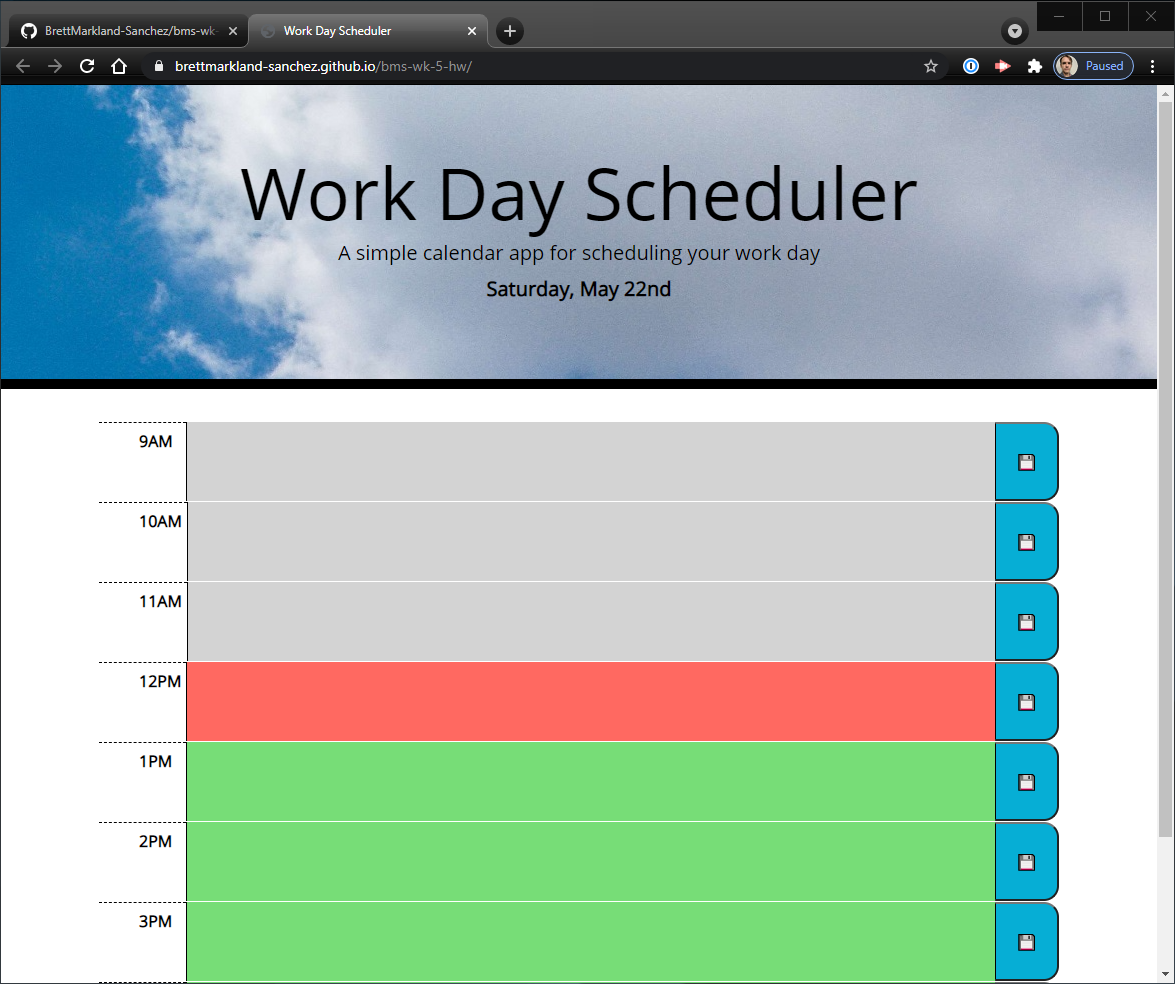 BrettMarkland-Sanchez/bms-wk-
Work Day Scheduler
brettmarkland-sanchez.github.io/bms-wk-5-hw/
Paused
Work Day Scheduler
A simple calendar app for scheduling your work day
Saturday, May 22nd
9AM
10AM
11AM
12PM
1PM
2PM
3PM